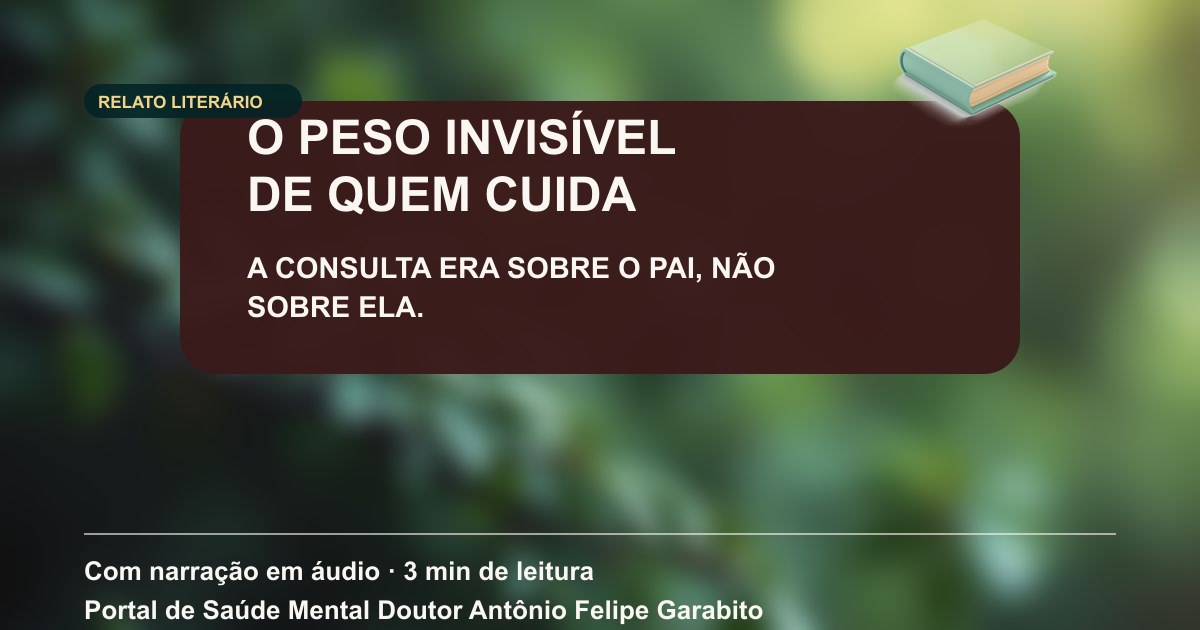 RELATO LITERÁRIO
O PESO INVISÍVEL
DE QUEM CUIDA
A CONSULTA ERA SOBRE O PAI, NÃO
SOBRE ELA.
Com narração em áudio · 3 min de leitura
Portal de Saúde Mental Doutor Antônio Felipe Garabito